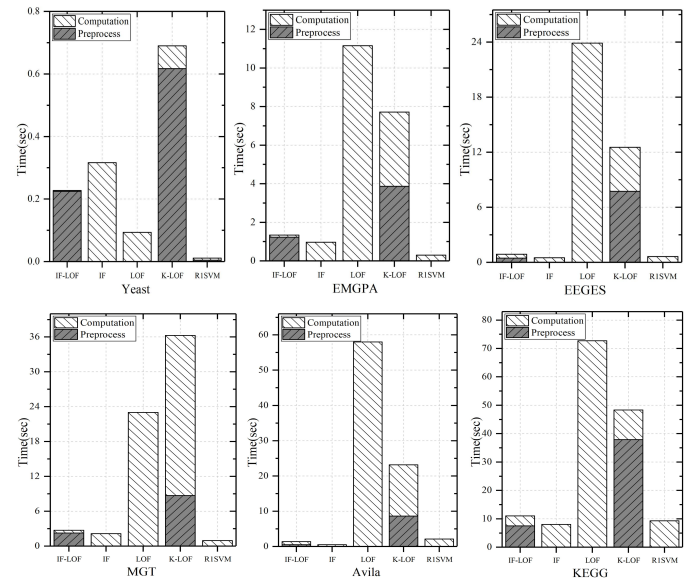 Time(sec)
0.8
0.6
0.4
0.2
0.0
Computation
Preprocess
IF-LOF IF LOF K-LOF R1SVM
Yeast
Time(sec)
12
10
8
6
4
2
0
Computation
Preprocess
IF-LOF IF LOF K-LOF R1SVM
EMGPA
Time(sec)
24
18
12
6
0
Computation
Preprocess
IF-LOF IF LOF K-LOF R1SVM
EEGES
Time(sec)
36
30
24
18
12
6
0
Computation
Preprocess
IF-LOF IF LOF K-LOF R1SVM
MGT
Time(sec)
60
50
40
30
20
10
0
Computation
Preprocess
IF-LOF IF LOF K-LOF R1SVM
Avila
Time(sec)
80
70
60
50
40
30
20
10
0
Computation
Preprocess
IF-LOF IF LOF K-LOF R1SVM
KEGG